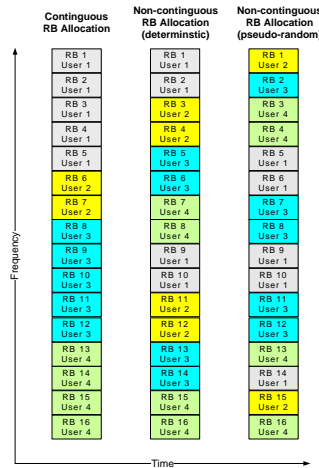 Continguous
RB Allocation
Non-continguous
RB Allocation
(determinstic)
Non-continguous
RB Allocation
(pseudo-random)
RB 1
User 1
RB 2
User 1
RB 3
User 1
RB 4
User 1
RB 5
User 1
RB 6
User 2
RB 7
User 2
RB 8
User 3
RB 9
User 3
RB 10
User 3
RB 11
User 3
RB 12
User 3
RB 13
User 4
RB 14
User 4
RB 15
User 4
RB 16
User 4
RB 1
User 1
RB 2
User 1
RB 3
User 2
RB 4
User 2
RB 5
User 3
RB 6
User 3
RB 7
User 4
RB 8
User 4
RB 9
User 1
RB 10
User 1
RB 11
User 2
RB 12
User 2
RB 13
User 3
RB 14
User 3
RB 15
User 4
RB 16
User 4
RB 1
User 2
RB 2
User 3
RB 3
User 4
RB 4
User 4
RB 5
User 1
RB 6
User 1
RB 7
User 3
RB 8
User 3
RB 9
User 1
RB 10
User 1
RB 11
User 3
RB 12
User 3
RB 13
User 4
RB 14
User 1
RB 15
User 2
RB 16
User 4
Frequency
Time